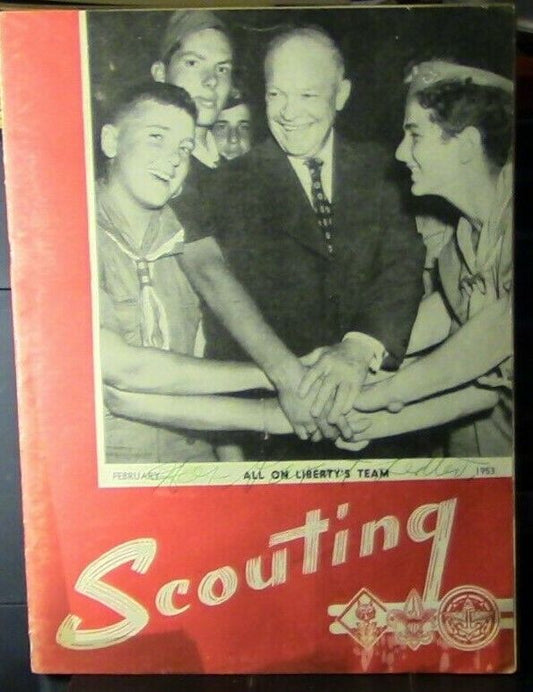 FEBRUARY ALL ON LIBERTY'S TEAM 1953
Scouting